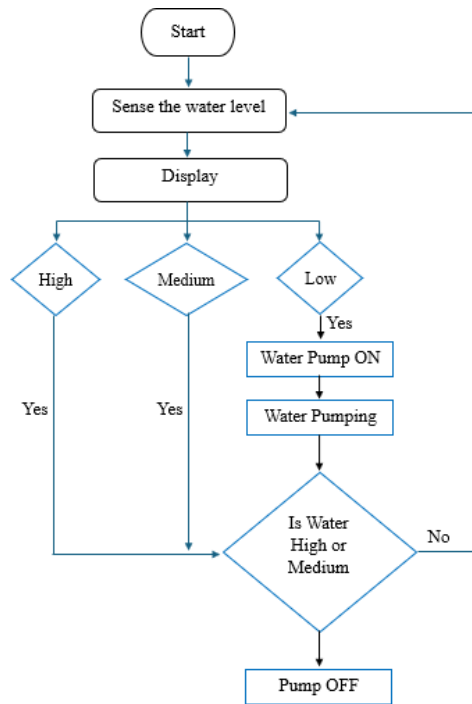 Start
Sense the water level
Display
High
Medium
Low
Yes
Water Pump ON
Yes
Yes
Water Pumping
Is Water
High or
Medium
No
Pump OFF